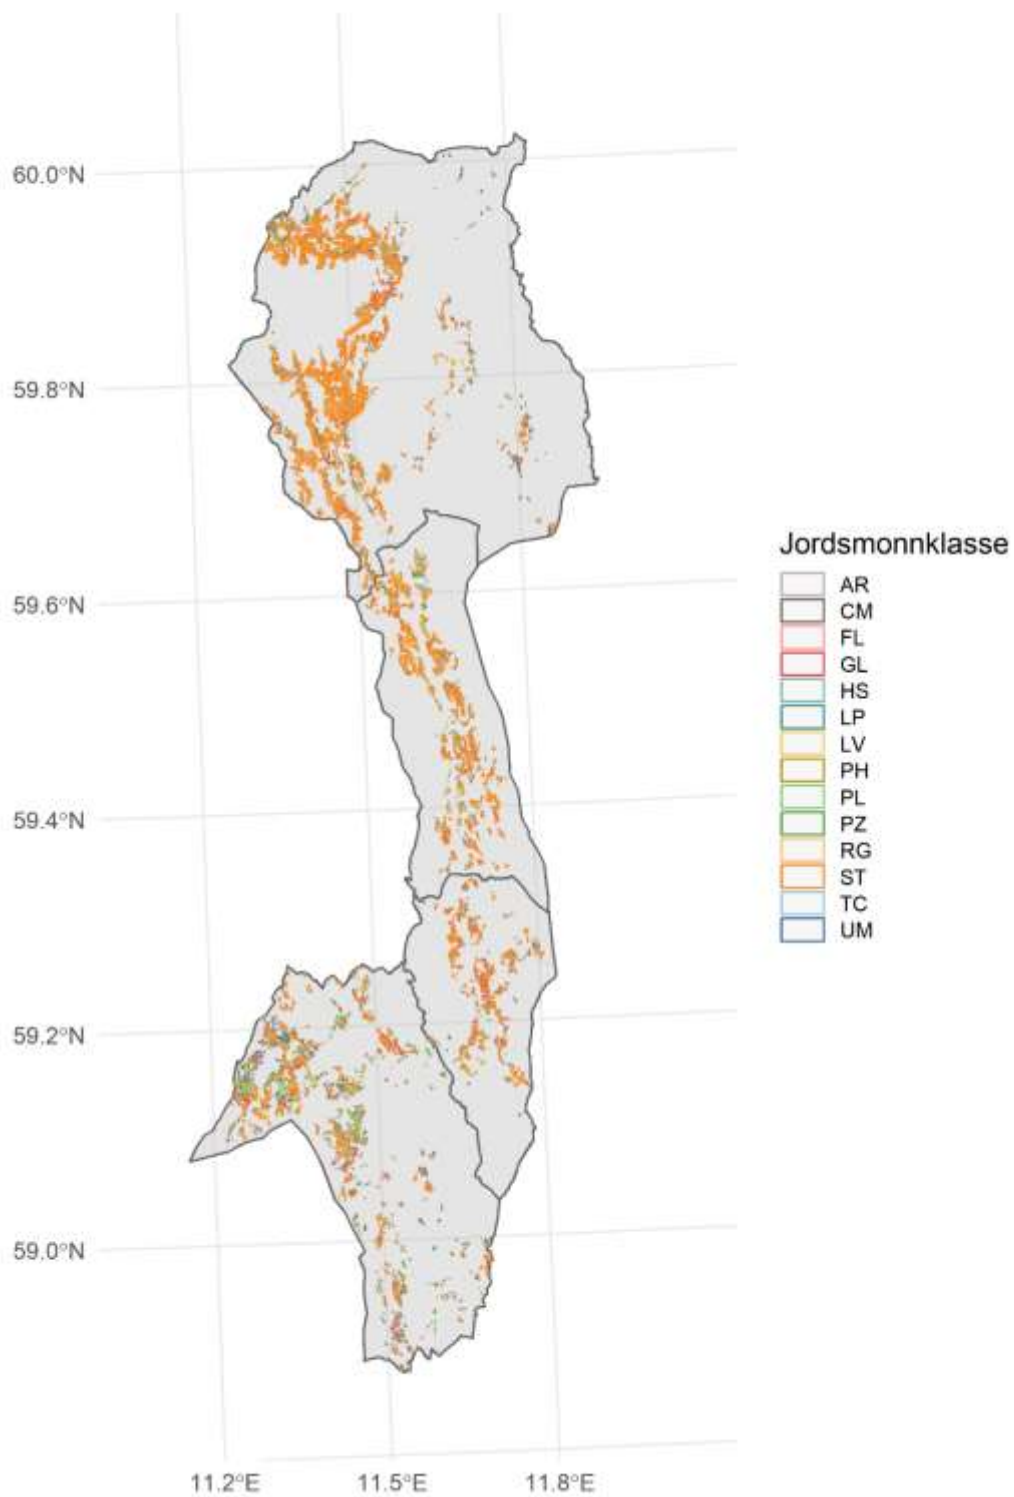 60.0°N
59.8°N
59.6°N
59.4°N
59.2°N
59.0°N
11.2°E
11.5°E
11.8°E
Jordsmonnklasse
AR
CM
FL
GL
HS
LP
LV
PH
PL
PZ
RG
ST
TC
UM